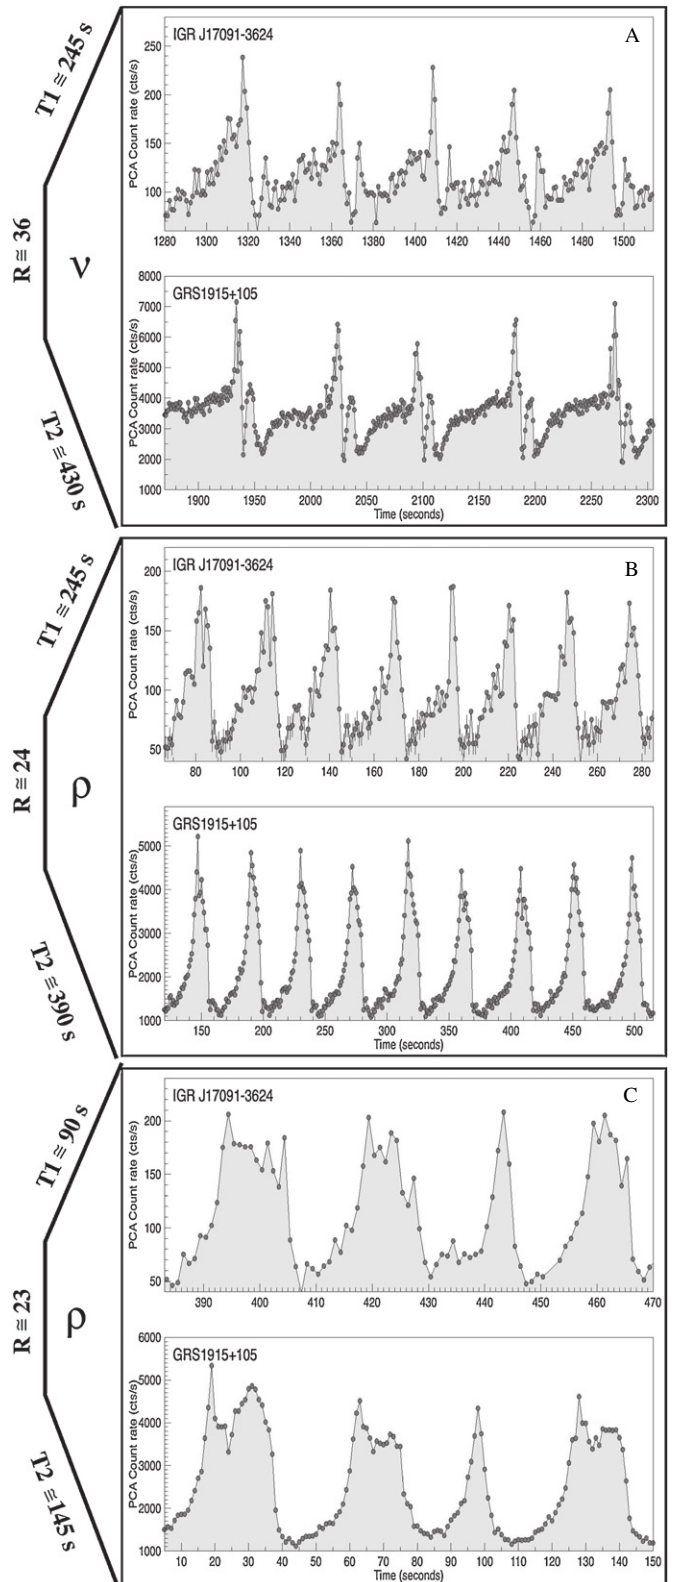 T1 ≅ 245 s
R ≅ 36
ν
T2 ≅ 430 s
A
IGR J17091-3624
PCA Count rate (cts/s)
250
200
150
100
1280 1300 1320 1340 1360 1380 1400 1420 1440 1460 1480 1500
GRS1915+105
PCA Count rate (cts/s)
8000
7000
6000
5000
4000
3000
2000
1000
1900 1950 2000 2050 2100 2150 2200 2250 2300
Time (seconds)
T1 ≅ 245 s
R ≅ 24
ρ
T2 ≅ 390 s
B
IGR J17091-3624
PCA Count rate (cts/s)
200
150
100
50
80 100 120 140 160 180 200 220 240 260 280
GRS1915+105
PCA Count rate (cts/s)
5000
4000
3000
2000
1000
150 200 250 300 350 400 450 500
Time (seconds)
T1 ≅ 90 s
R ≅ 23
ρ
T2 ≅ 145 s
C
IGR J17091-3624
PCA Count rate (cts/s)
200
150
100
50
390 400 410 420 430 440 450 460 470
GRS1915+105
PCA Count rate (cts/s)
6000
5000
4000
3000
2000
1000
10 20 30 40 50 60 70 80 90 100 110 120 130 140 150
Time (seconds)